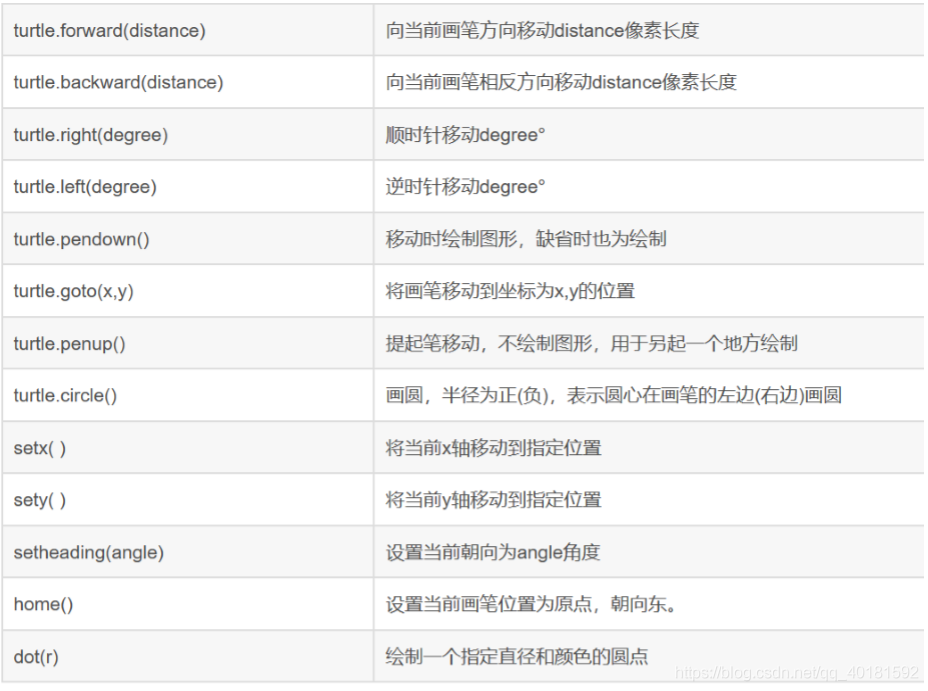 turtle.forward(distance) 向当前画笔方向移动distance像素长度
turtle.backward(distance) 向当前画笔相反方向移动distance像素长度
turtle.right(degree) 顺时针移动degree°
turtle.left(degree) 逆时针移动degree°
turtle.pendown() 移动时绘制图形，缺省时也为绘制
turtle.goto(x,y) 将画笔移动到坐标为x,y的位置
turtle.penup() 提起笔移动，不绘制图形，用于另起一个地方绘制
turtle.circle() 画圆，半径为正(负)，表示圆心在画笔的左边(右边)画圆
setx( ) 将当前x轴移动到指定位置
sety( ) 将当前y轴移动到指定位置
setheading(angle) 设置当前朝向为angle角度
home() 设置当前画笔位置为原点，朝向东。
dot(r) 绘制一个指定直径和颜色的圆点
https://blog.csdn.net/qq_40181592